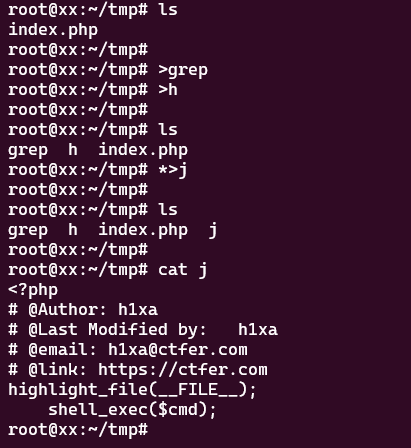 root@xx:~/tmp# ls
index.php
root@xx:~/tmp#
root@xx:~/tmp# >grep
root@xx:~/tmp# >h
root@xx:~/tmp#
root@xx:~/tmp# ls
grep  h  index.php
root@xx:~/tmp# *>j
root@xx:~/tmp#
root@xx:~/tmp# ls
grep  h  index.php  j
root@xx:~/tmp#
root@xx:~/tmp# cat j
<?php
# @Author: h1xa
# @Last Modified by:   h1xa
# @email: h1xa@ctfer.com
# @link: https://ctfer.com
highlight_file(__FILE__);
    shell_exec($cmd);
root@xx:~/tmp#